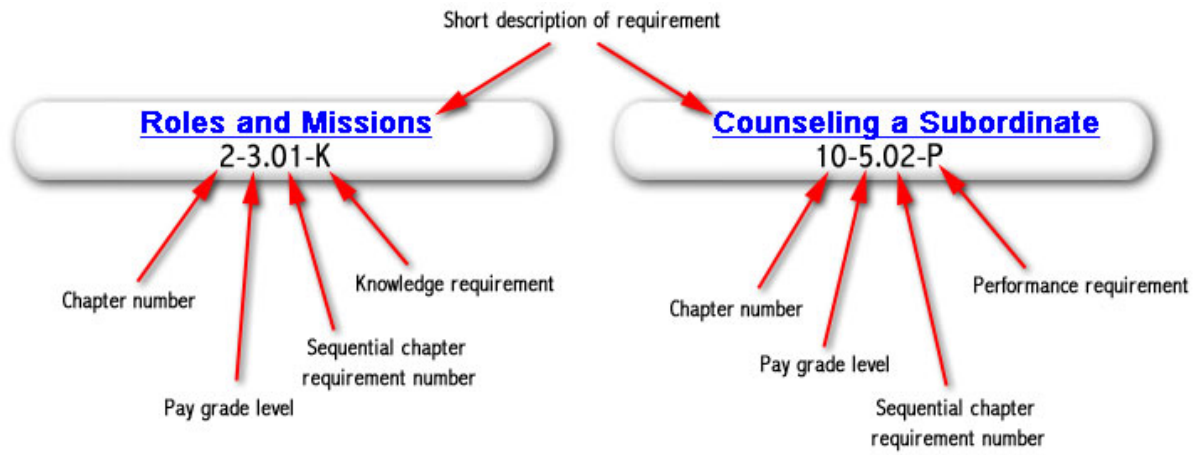 Short description of requirement
Roles and Missions
2-3.01-K
Chapter number
Pay grade level
Sequential chapter
requirement number
Knowledge requirement
Counseling a Subordinate
10-5.02-P
Chapter number
Pay grade level
Sequential chapter
requirement number
Performance requirement